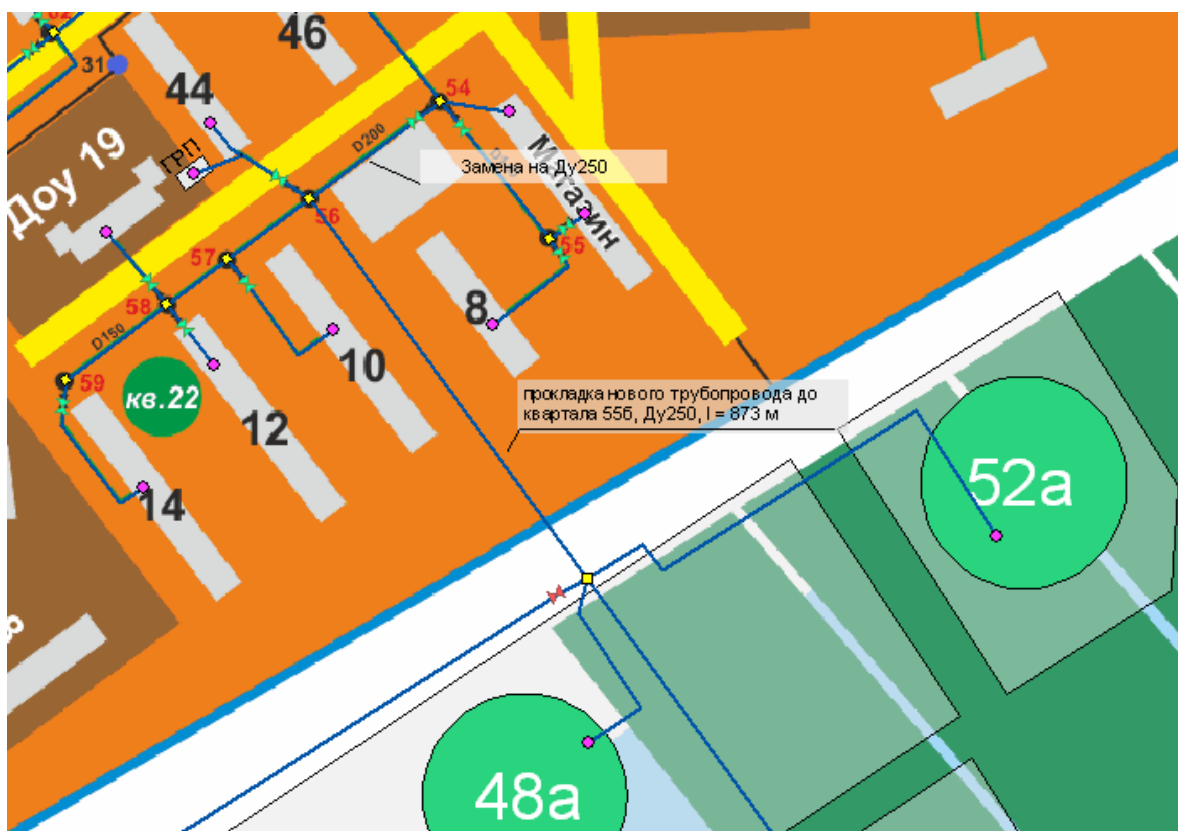 46
54
31
44
D200
Замена на Ду250
ГРП
Доу 19
Магазин
56
55
57
8
58
10
D150
59
кв.22
12
прокладка нового трубопровода до
квартала 55б, Ду250, l = 873 м
52а
14
48а